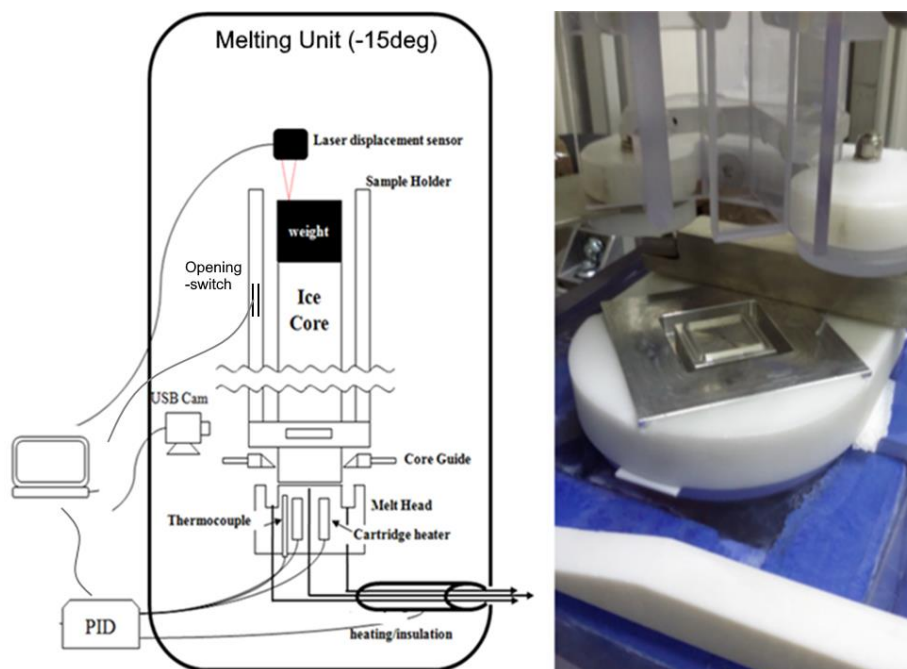 Melting Unit (-15deg)
Laser displacement sensor
Sample Holder
weight
Opening
-switch
Ice
Core
USB Cam
Core Guide
Melt Head
Thermocouple
Cartridge heater
PID
heating/insulation